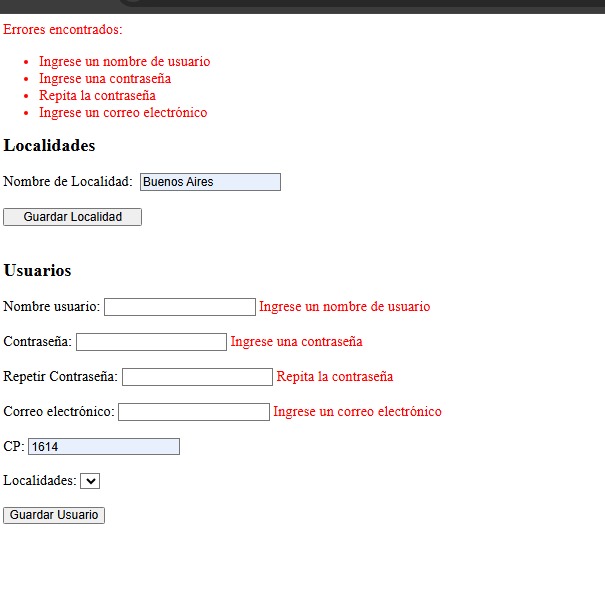 Errores encontrados:
Ingrese un nombre de usuario
Ingrese una contraseña
Repita la contraseña
Ingrese un correo electrónico
Localidades
Nombre de Localidad: Buenos Aires
Guardar Localidad
Usuarios
Nombre usuario: Ingrese un nombre de usuario
Contraseña: Ingrese una contraseña
Repetir Contraseña: Repita la contraseña
Correo electrónico: Ingrese un correo electrónico
CP: 1614
Localidades:
Guardar Usuario